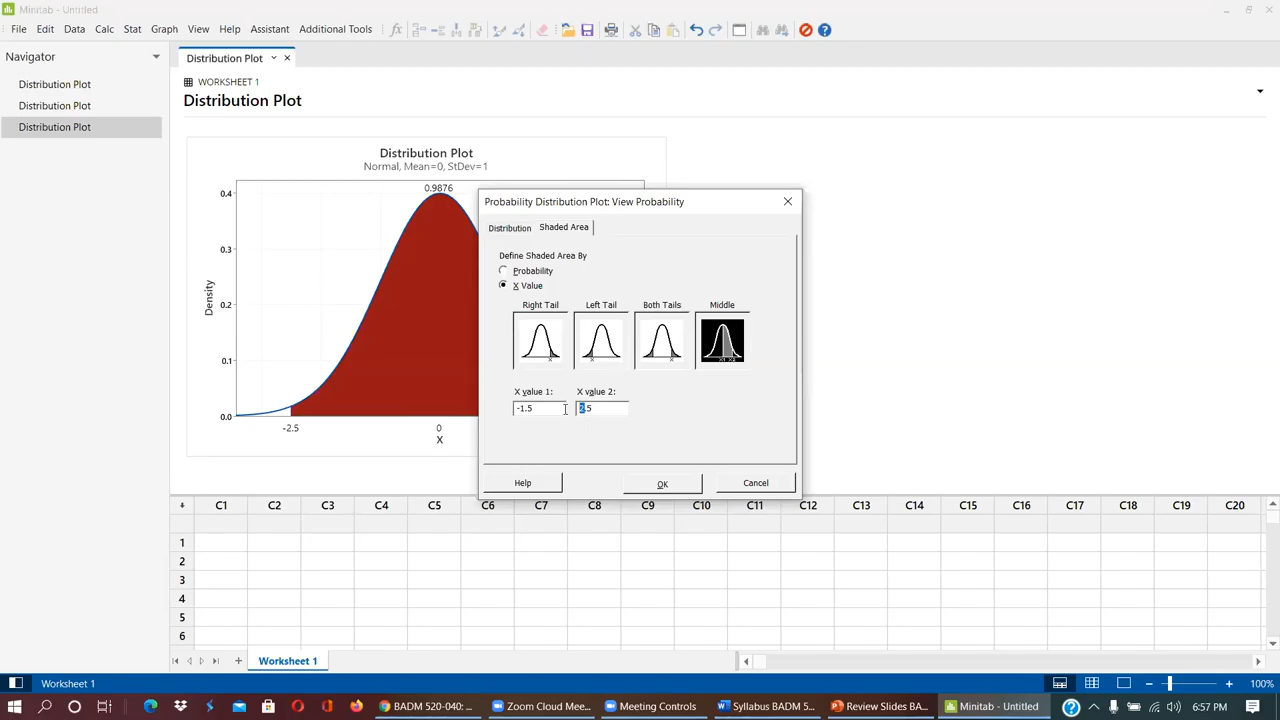 Minitab - Untitled
File Edit Data Calc Stat Graph View Help Assistant Additional Tools
Navigator
Distribution Plot
Distribution Plot
Distribution Plot
Distribution Plot
WORKSHEET 1
Distribution Plot
Distribution Plot
Normal, Mean=0, StDev=1
0.9876
0.4
0.3
0.2
0.1
0.0
Density
-2.5 0
X
Probability Distribution Plot: View Probability
Distribution Shaded Area
Define Shaded Area By
Probability
X Value
Right Tail Left Tail Both Tails Middle
X X X X1 X2
X value 1: X value 2:
-1.5 2.5
Help OK Cancel
C1 C2 C3 C4 C5 C6 C7 C8 C9 C10 C11 C12 C13 C14 C15 C16 C17 C18 C19 C20
1
2
3
4
5
6
Worksheet 1
Worksheet 1 100%
BADM 520-040: ... Zoom Cloud Mee... Meeting Controls Syllabus BADM 5... Review Slides BA... Minitab - Untitled 6:57 PM